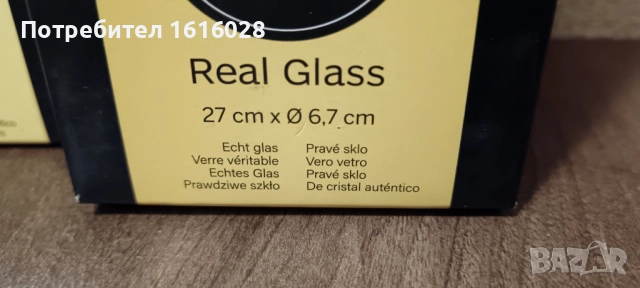 Потребител 1616028
Real Glass
27 cm x Ø 6,7 cm
Echt glas Pravé sklo
Verre véritable Vero vetro
Echtes Glas Pravé sklo
Prawdziwe szkło De cristal auténtico
BAZAR